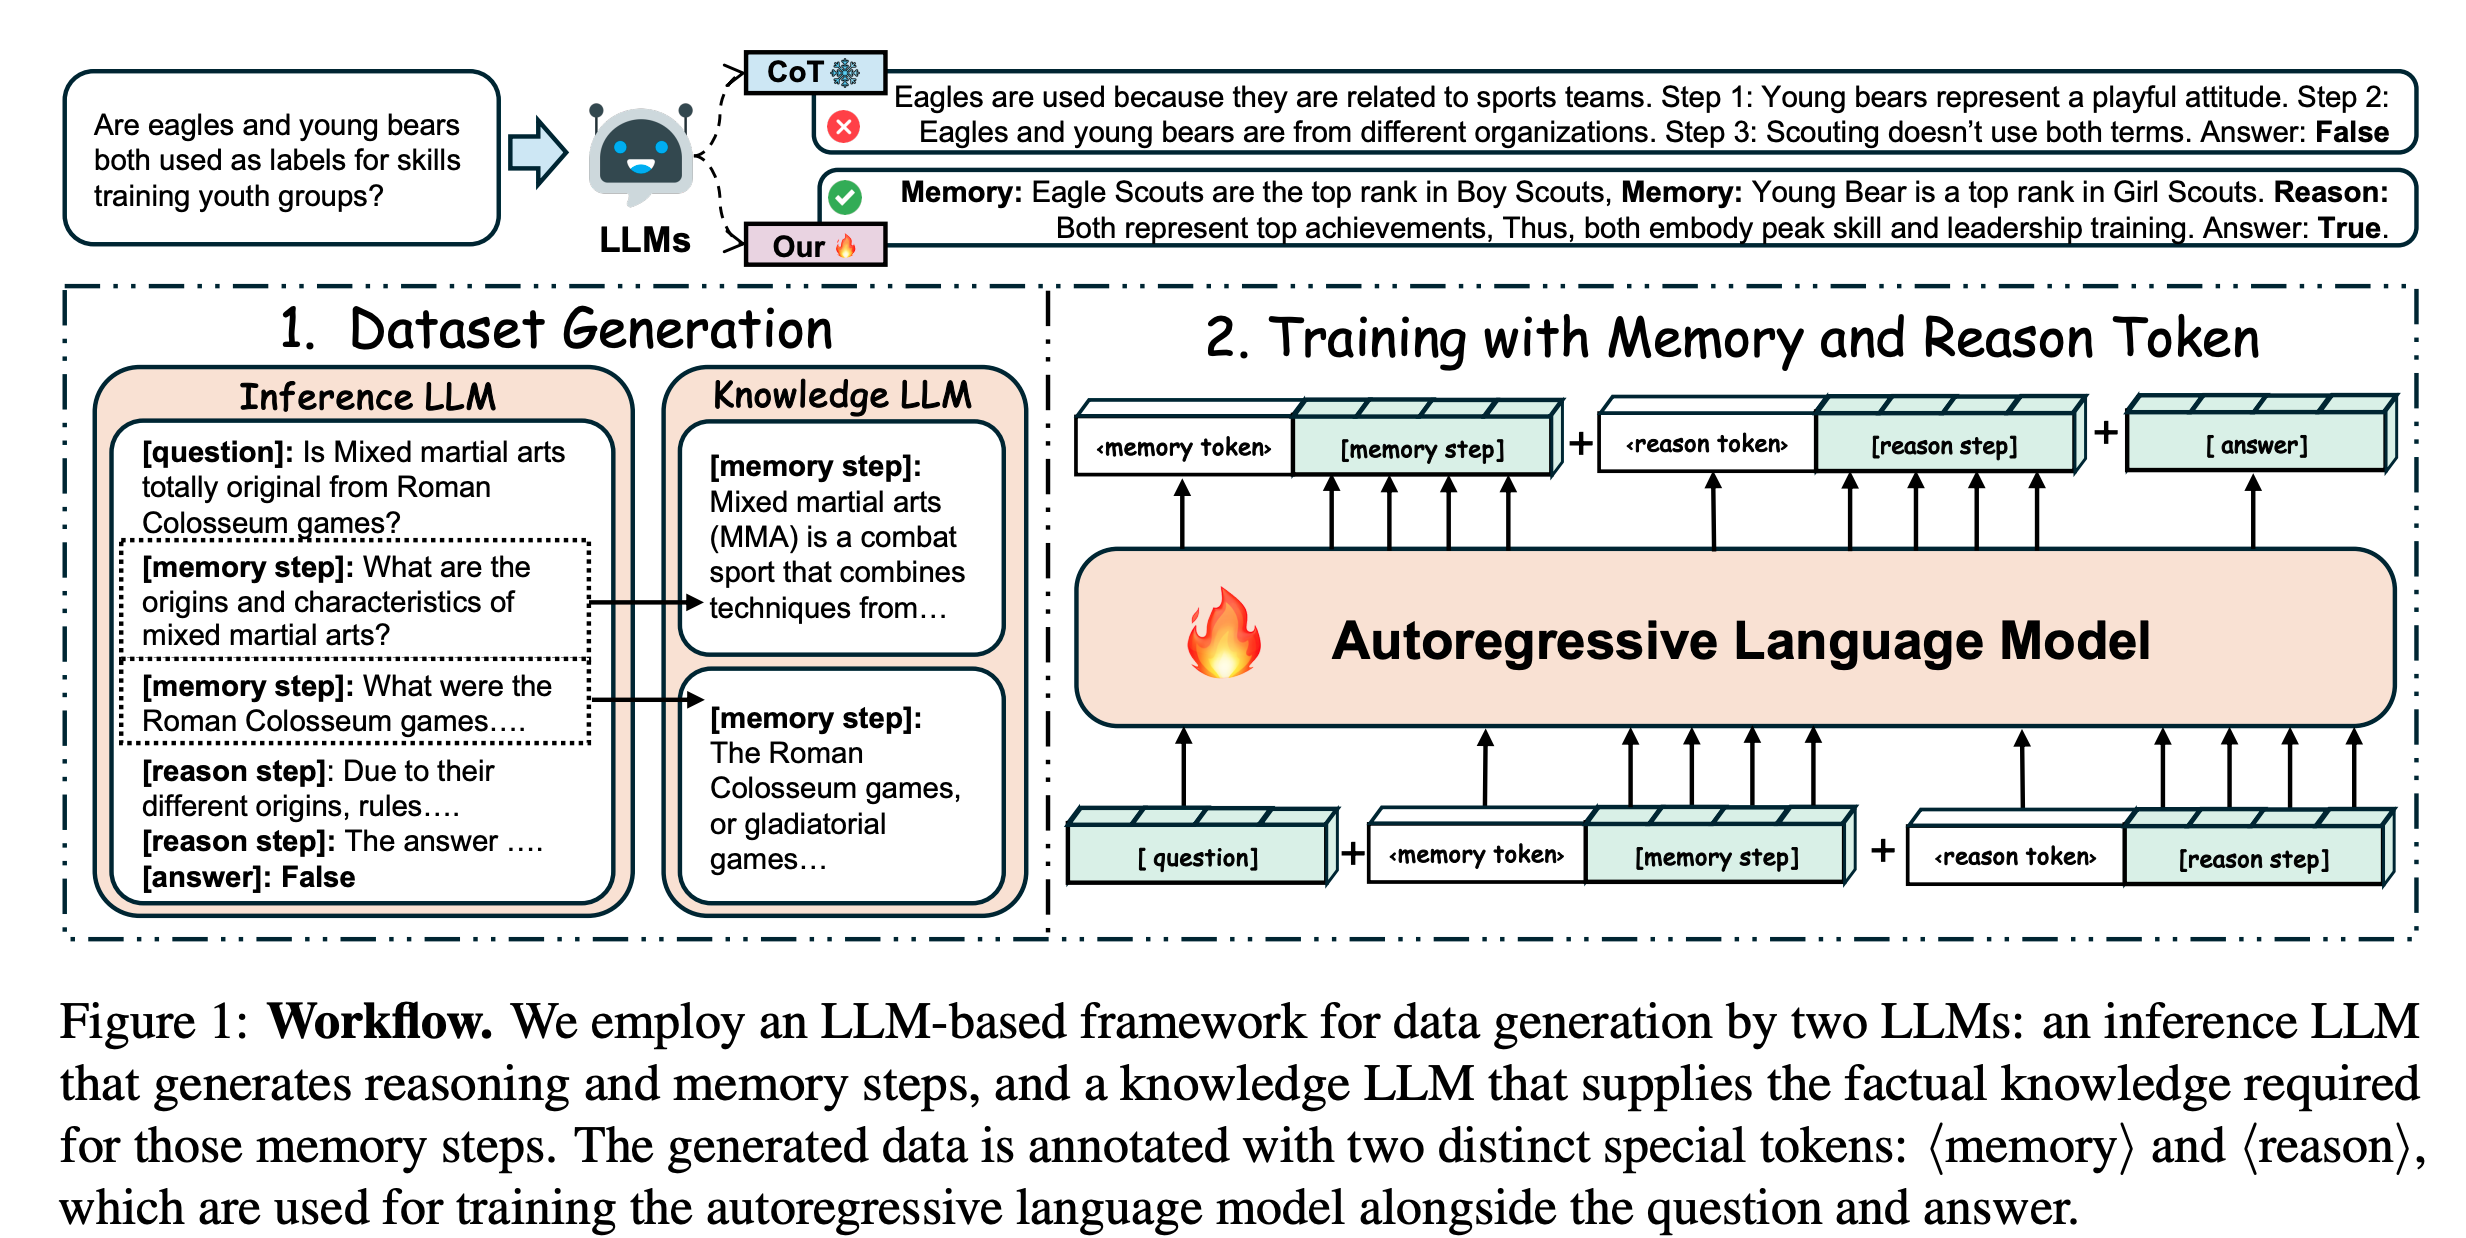 Are eagles and young bears
both used as labels for skills
training youth groups?
LLMs
CoT
Eagles are used because they are related to sports teams. Step 1: Young bears represent a playful attitude. Step 2:
Eagles and young bears are from different organizations. Step 3: Scouting doesn’t use both terms. Answer: False
Memory: Eagle Scouts are the top rank in Boy Scouts, Memory: Young Bear is a top rank in Girl Scouts. Reason:
Both represent top achievements, Thus, both embody peak skill and leadership training. Answer: True.
Our
1. Dataset Generation
Inference LLM
[question]: Is Mixed martial arts
totally original from Roman
Colosseum games?
[memory step]: What are the
origins and characteristics of
mixed martial arts?
[memory step]: What were the
Roman Colosseum games….
[reason step]: Due to their
different origins, rules….
[reason step]: The answer ….
[answer]: False
Knowledge LLM
[memory step]:
Mixed martial arts
(MMA) is a combat
sport that combines
techniques from…
[memory step]:
The Roman
Colosseum games,
or gladiatorial
games…
2. Training with Memory and Reason Token
‹memory token› [memory step] + ‹reason token› [reason step] + [ answer]
Autoregressive Language Model
[ question] + ‹memory token› [memory step] + ‹reason token› [reason step]
Figure 1: Workflow. We employ an LLM-based framework for data generation by two LLMs: an inference LLM
that generates reasoning and memory steps, and a knowledge LLM that supplies the factual knowledge required
for those memory steps. The generated data is annotated with two distinct special tokens: ⟨memory⟩ and ⟨reason⟩,
which are used for training the autoregressive language model alongside the question and answer.